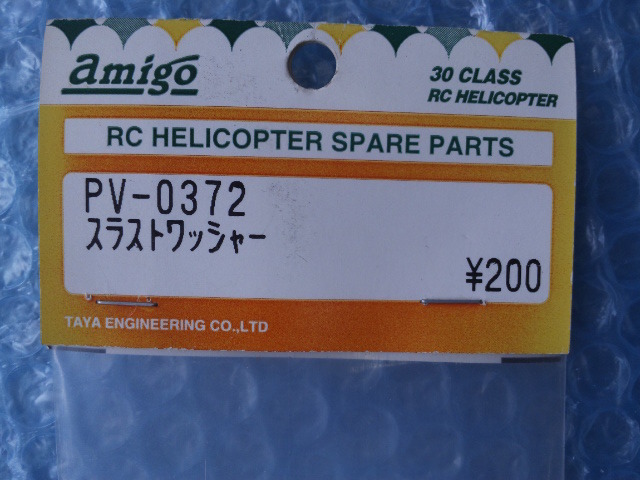 amigo
30 CLASS
RC HELICOPTER
RC HELICOPTER SPARE PARTS
PV-0372
スラストワッシャー
¥200
TAYA ENGINEERING CO.,LTD